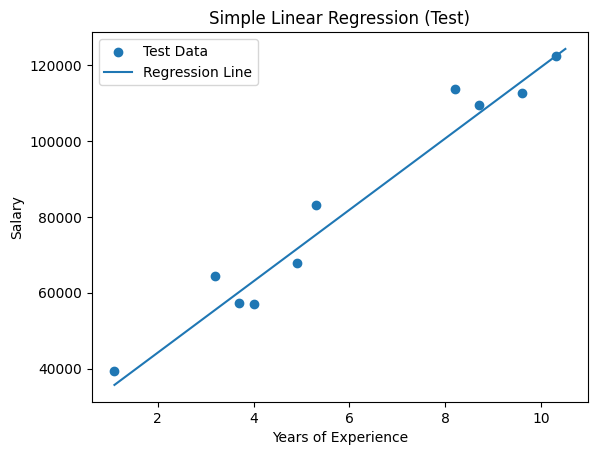 Simple Linear Regression (Test)
Test Data
Regression Line
120000
100000
80000
60000
40000
Salary
2 4 6 8 10
Years of Experience